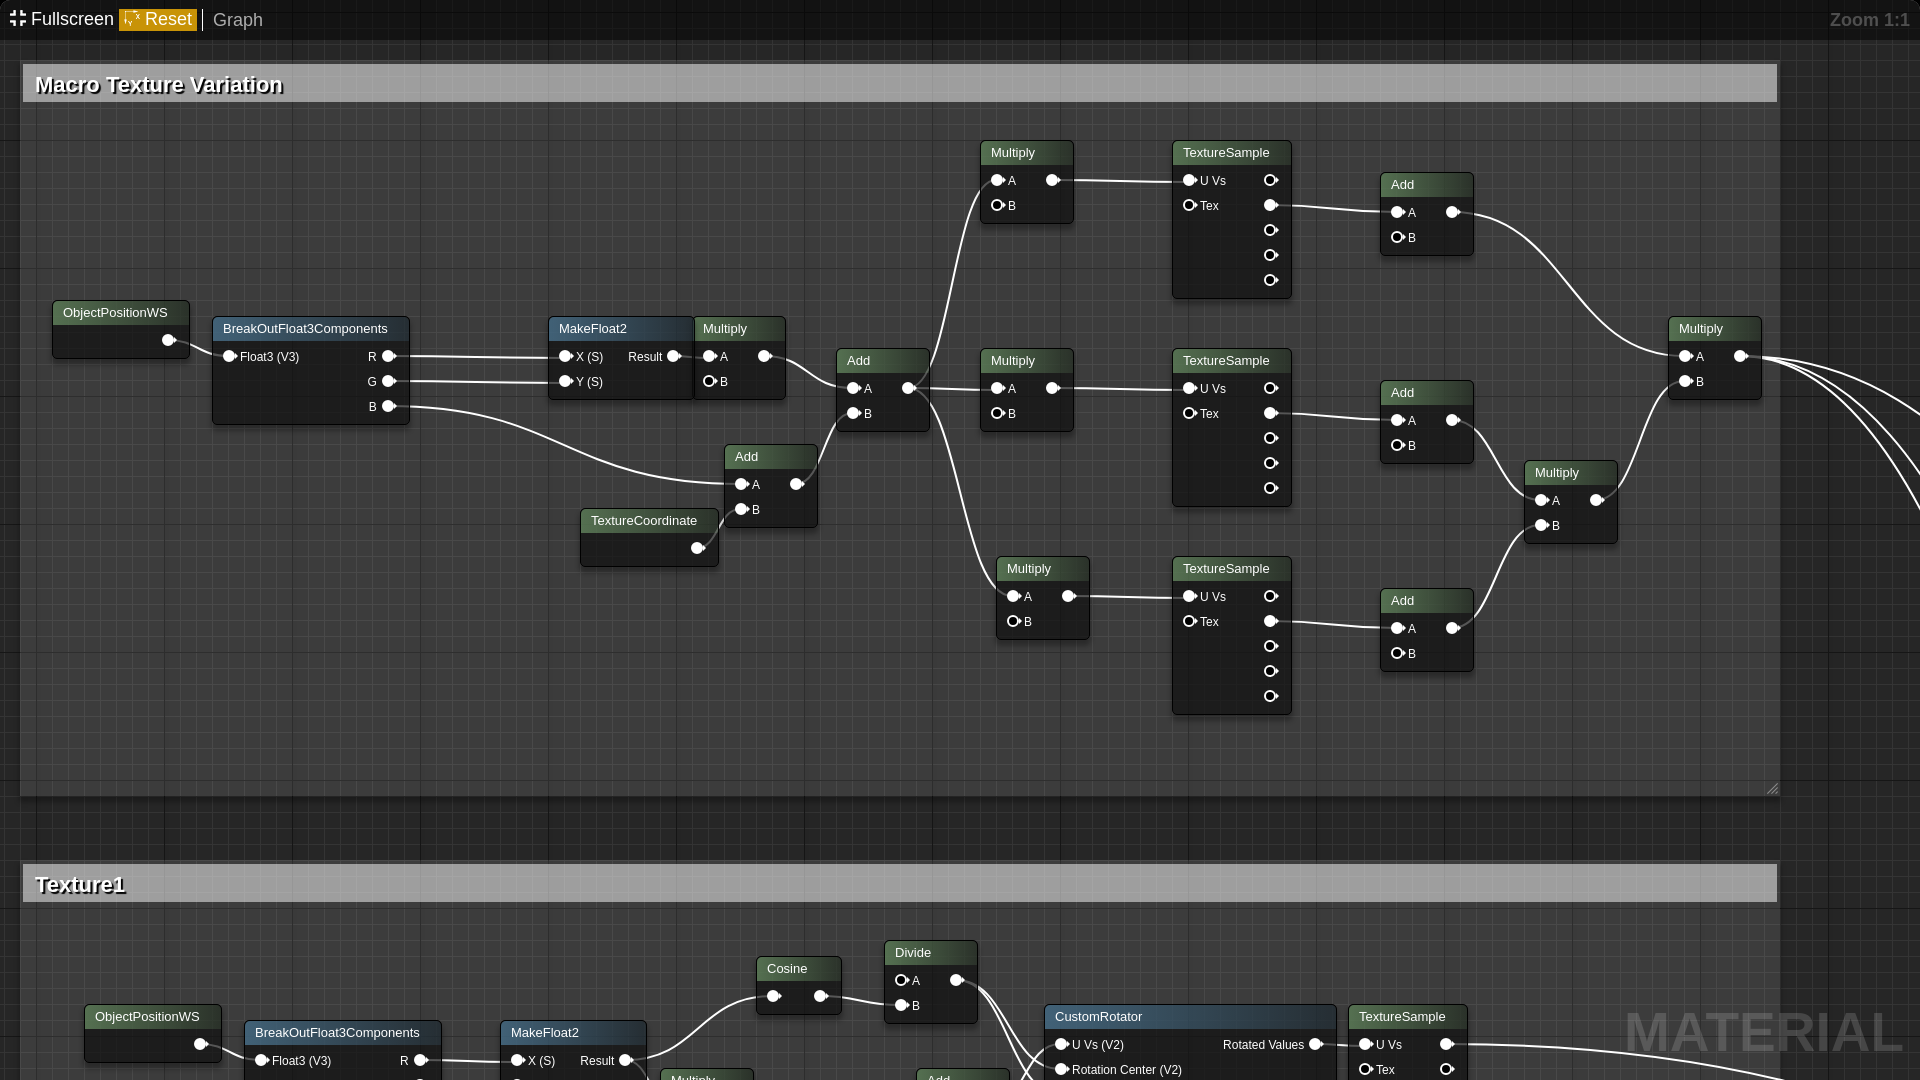 Fullscreen Reset Graph Zoom 1:1
Macro Texture Variation
Multiply
A
B
TextureSample
U Vs
Tex
Add
A
B
ObjectPositionWS
BreakOutFloat3Components
Float3 (V3) R
G
B
MakeFloat2
X (S) Result
Y (S)
Multiply
A
B
Add
A
B
Multiply
A
B
TextureSample
U Vs
Tex
Add
A
B
Multiply
A
B
Add
A
B
TextureCoordinate
Multiply
A
B
Multiply
A
B
TextureSample
U Vs
Tex
Add
A
B
Texture1
Cosine
Divide
A
B
ObjectPositionWS
BreakOutFloat3Components
Float3 (V3) R
MakeFloat2
X (S) Result
Multiply
Add
CustomRotator
U Vs (V2) Rotated Values
Rotation Center (V2)
TextureSample
U Vs
Tex
MATERIAL